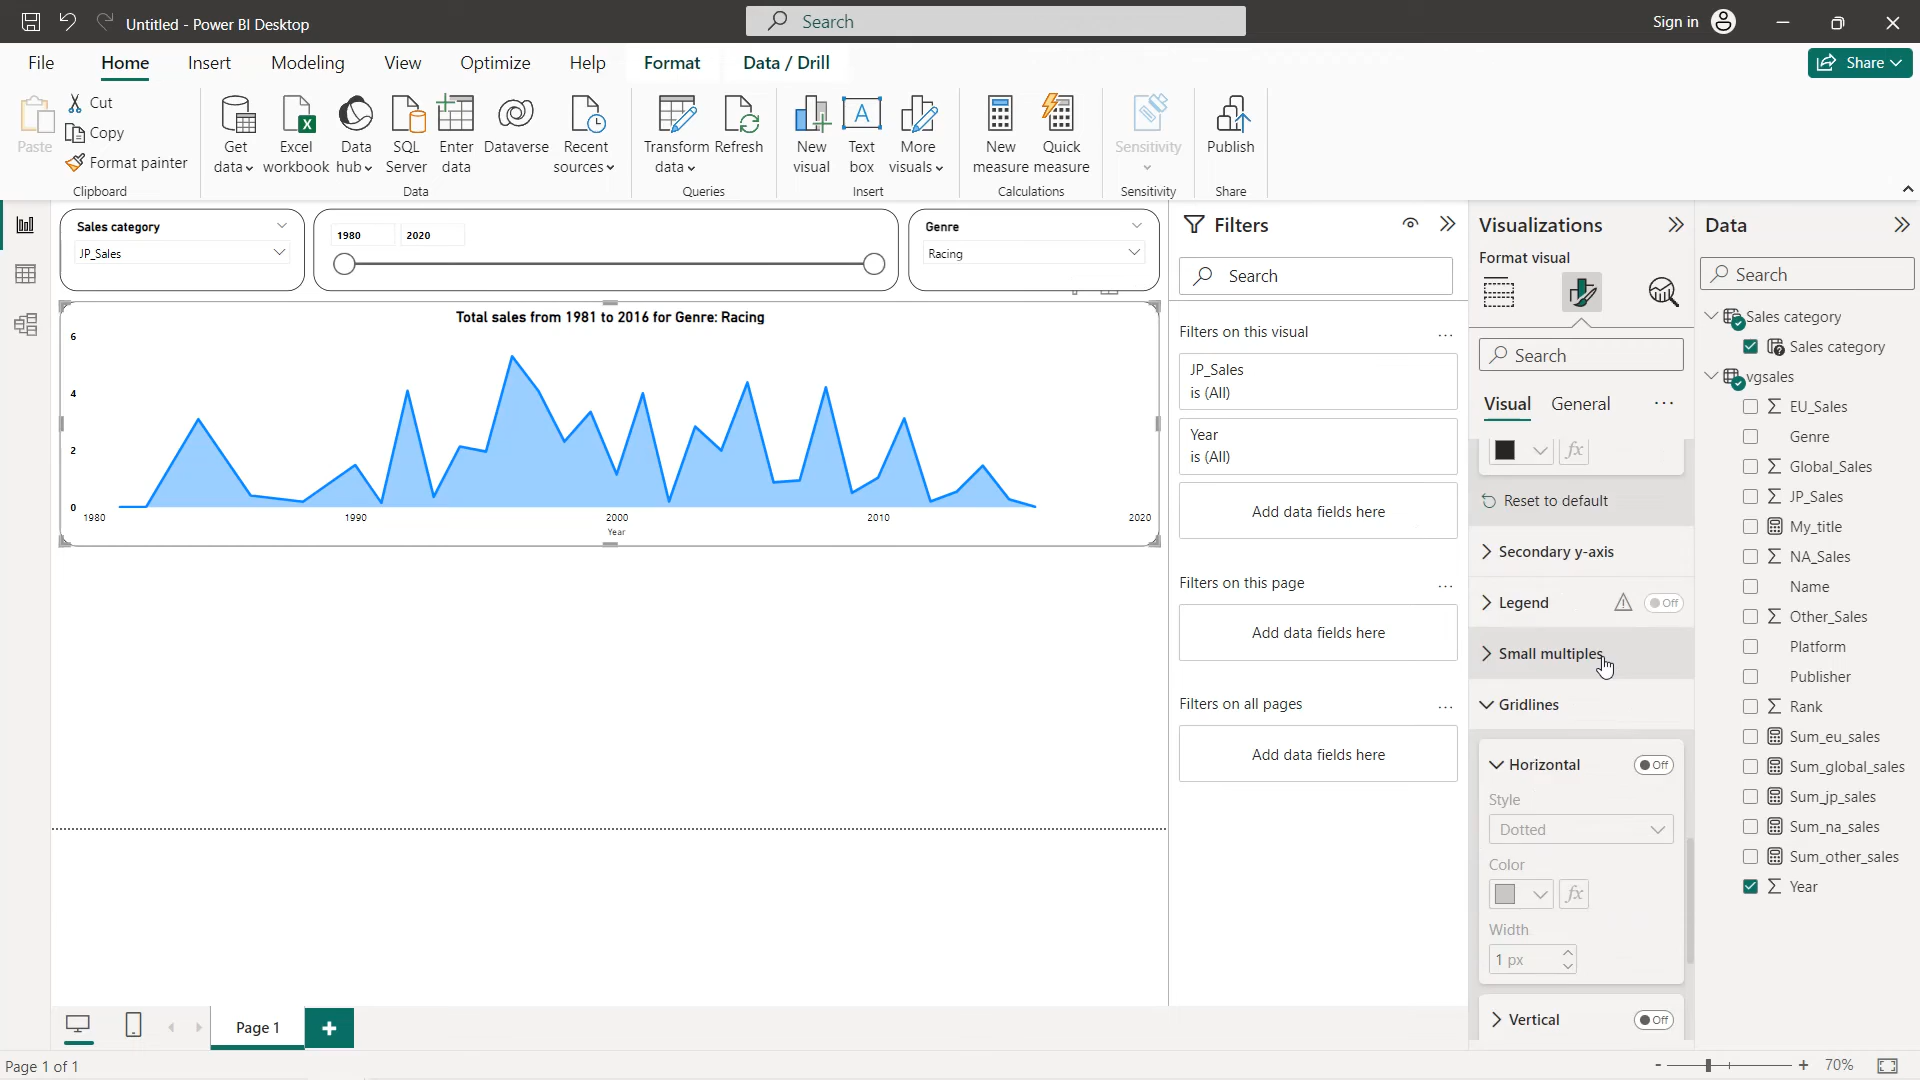 Untitled - Power BI Desktop
Search
Sign in
File
Home
Insert
Modeling
View
Optimize
Help
Format
Data / Drill
Share
Paste
Cut
Copy
Format painter
Clipboard
Get
data
Excel
workbook
Data
hub
SQL
Server
Enter
data
Dataverse
Recent
sources
Data
Transform
data
Refresh
Queries
New
visual
Text
box
More
visuals
Insert
New
measure
Quick
measure
Calculations
Sensitivity
Sensitivity
Publish
Share
Sales category
JP_Sales
1980
2020
Genre
Racing
Total sales from 1981 to 2016 for Genre: Racing
6
4
2
0
1980
1990
2000
2010
2020
Year
Filters
Search
Filters on this visual
...
JP_Sales
is (All)
Year
is (All)
Add data fields here
Filters on this page
...
Add data fields here
Filters on all pages
...
Add data fields here
Visualizations
Format visual
Search
Visual
General
...
fx
Reset to default
Secondary y-axis
Legend
Off
Small multiples
Gridlines
Horizontal
Off
Style
Dotted
Color
fx
Width
1 px
Vertical
Off
Data
Search
Sales category
Sales category
vgsales
EU_Sales
Genre
Global_Sales
JP_Sales
My_title
NA_Sales
Name
Other_Sales
Platform
Publisher
Rank
Sum_eu_sales
Sum_global_sales
Sum_jp_sales
Sum_na_sales
Sum_other_sales
Year
Page 1
Page 1 of 1
- + 70%